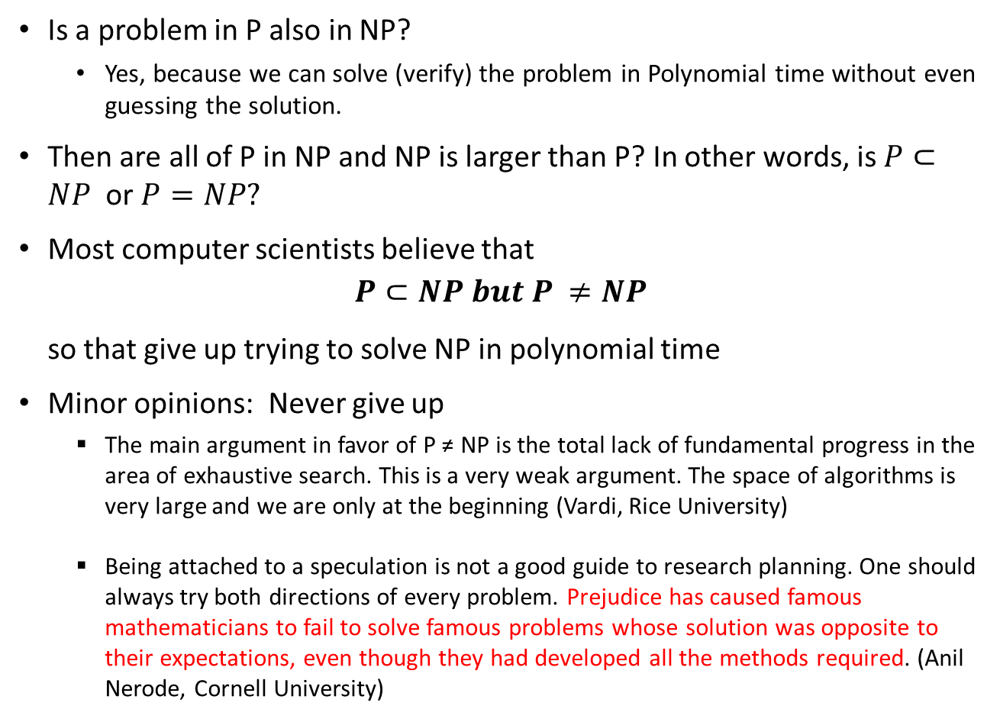 • Is a problem in P also in NP?
• Yes, because we can solve (verify) the problem in Polynomial time without even
guessing the solution.
• Then are all of P in NP and NP is larger than P? In other words, is P ⊂
NP or P = NP?
• Most computer scientists believe that
P ⊂ NP but P ≠ NP
so that give up trying to solve NP in polynomial time
• Minor opinions: Never give up
▪ The main argument in favor of P ≠ NP is the total lack of fundamental progress in the
area of exhaustive search. This is a very weak argument. The space of algorithms is
very large and we are only at the beginning (Vardi, Rice University)
▪ Being attached to a speculation is not a good guide to research planning. One should
always try both directions of every problem. Prejudice has caused famous
mathematicians to fail to solve famous problems whose solution was opposite to
their expectations, even though they had developed all the methods required. (Anil
Nerode, Cornell University)